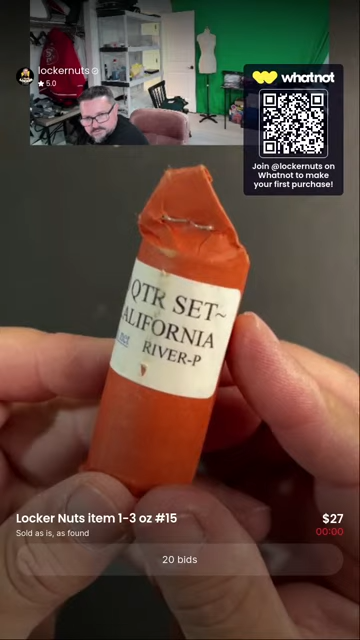 lockernuts
5.0
whatnot
Join @lockernuts on
Whatnot to make
your first purchase!
QTR SET~
ALIFORNIA
RIVER-P
Locker Nuts item 1-3 oz #15
$27
Sold as is, as found
00:00
20 bids